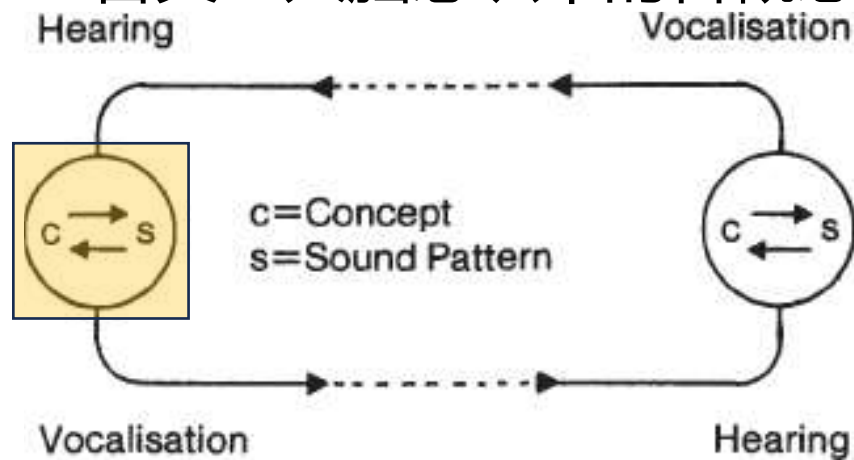 Hearing
Vocalisation
C S
c=Concept
s=Sound Pattern
C S
Vocalisation
Hearing